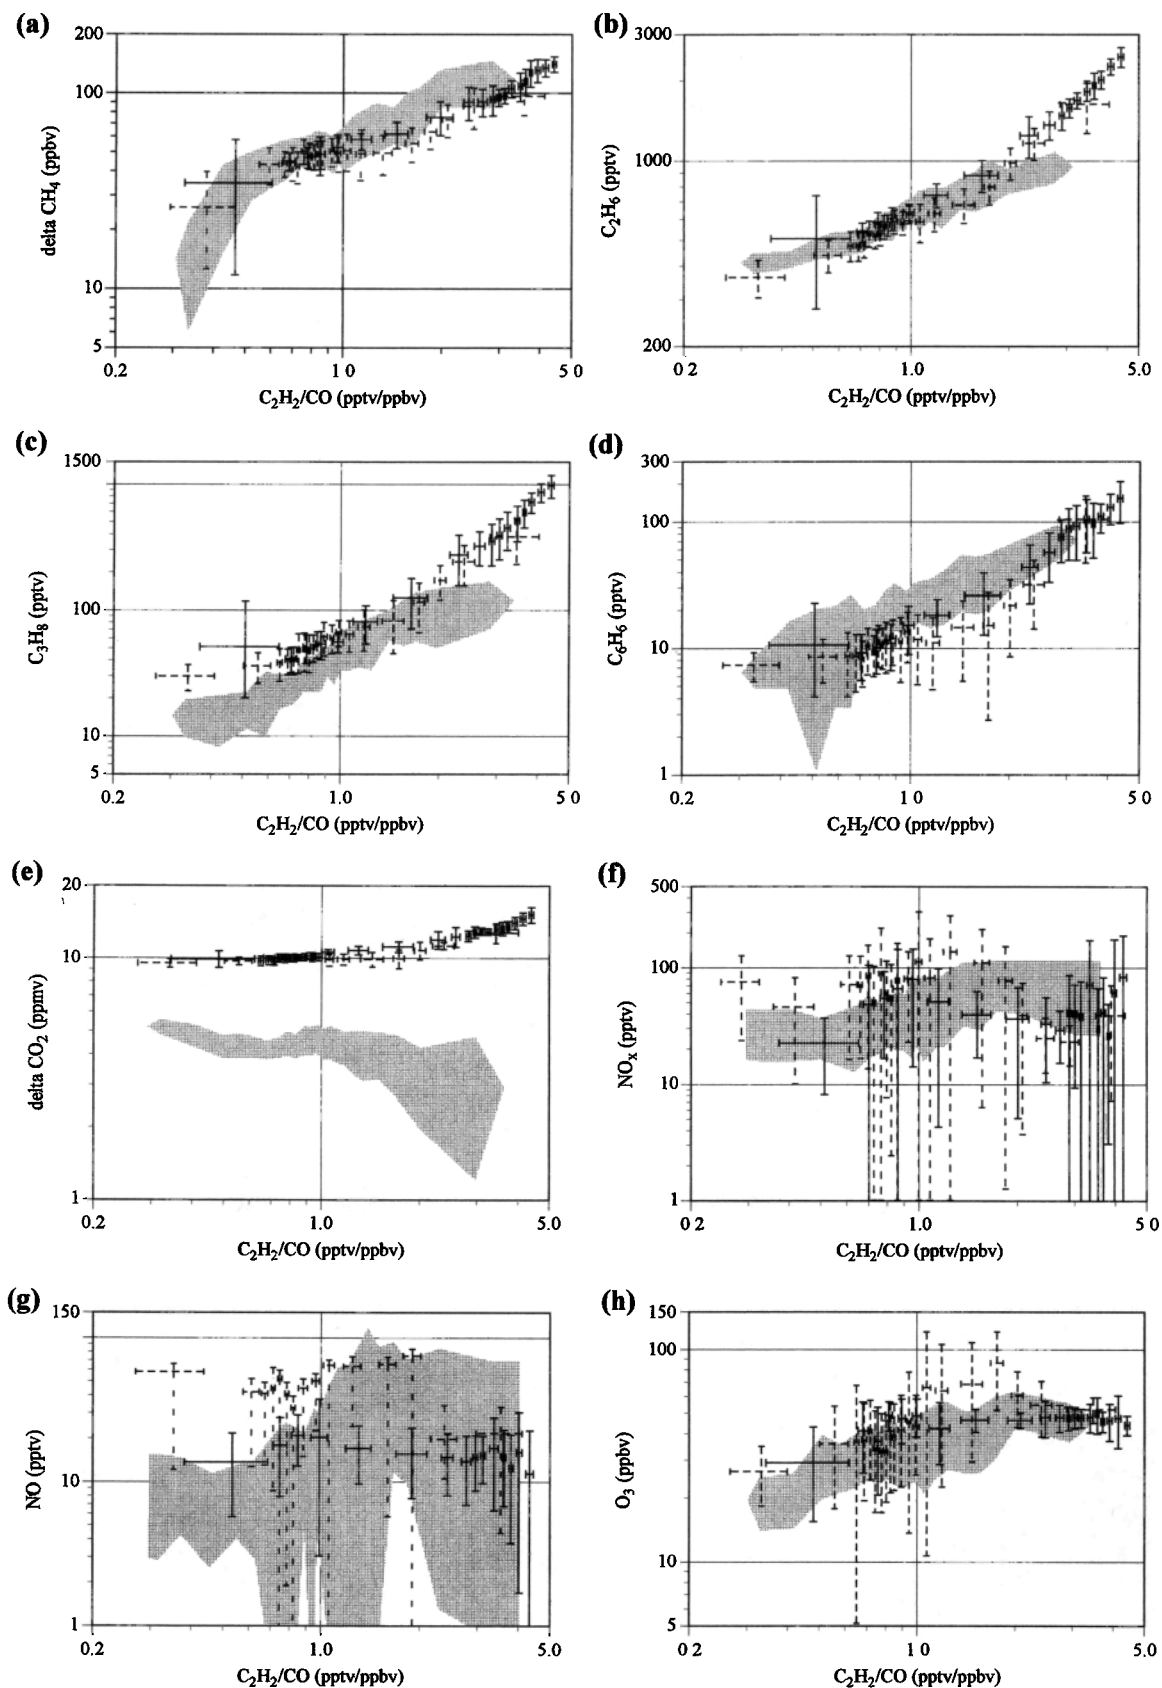 (a)
200
100
10
5
delta CH4 (ppbv)
0.2
1 0
5 0
C2H2/CO (pptv/ppbv)
(b)
3000
1000
200
C2H6 (pptv)
0 2
1.0
5.0
C2H2/CO (pptv/ppbv)
(c)
1500
100
10
5
C3H8 (pptv)
0.2
1.0
5 0
C2H2/CO (pptv/ppbv)
(d)
300
100
10
1
C6H6 (pptv)
0.2
1 0
5 0
C2H2/CO (pptv/ppbv)
(e)
20
10
1
delta CO2 (ppmv)
0.2
1.0
5.0
C2H2/CO (pptv/ppbv)
(f)
500
100
10
1
NOx (pptv)
0 2
1.0
5 0
C2H2/CO (pptv/ppbv)
(g)
150
10
1
NO (pptv)
0.2
1.0
5.0
C2H2/CO (pptv/ppbv)
(h)
150
100
10
5
O3 (ppbv)
0 2
1.0
5.0
C2H2/CO (pptv/ppbv)